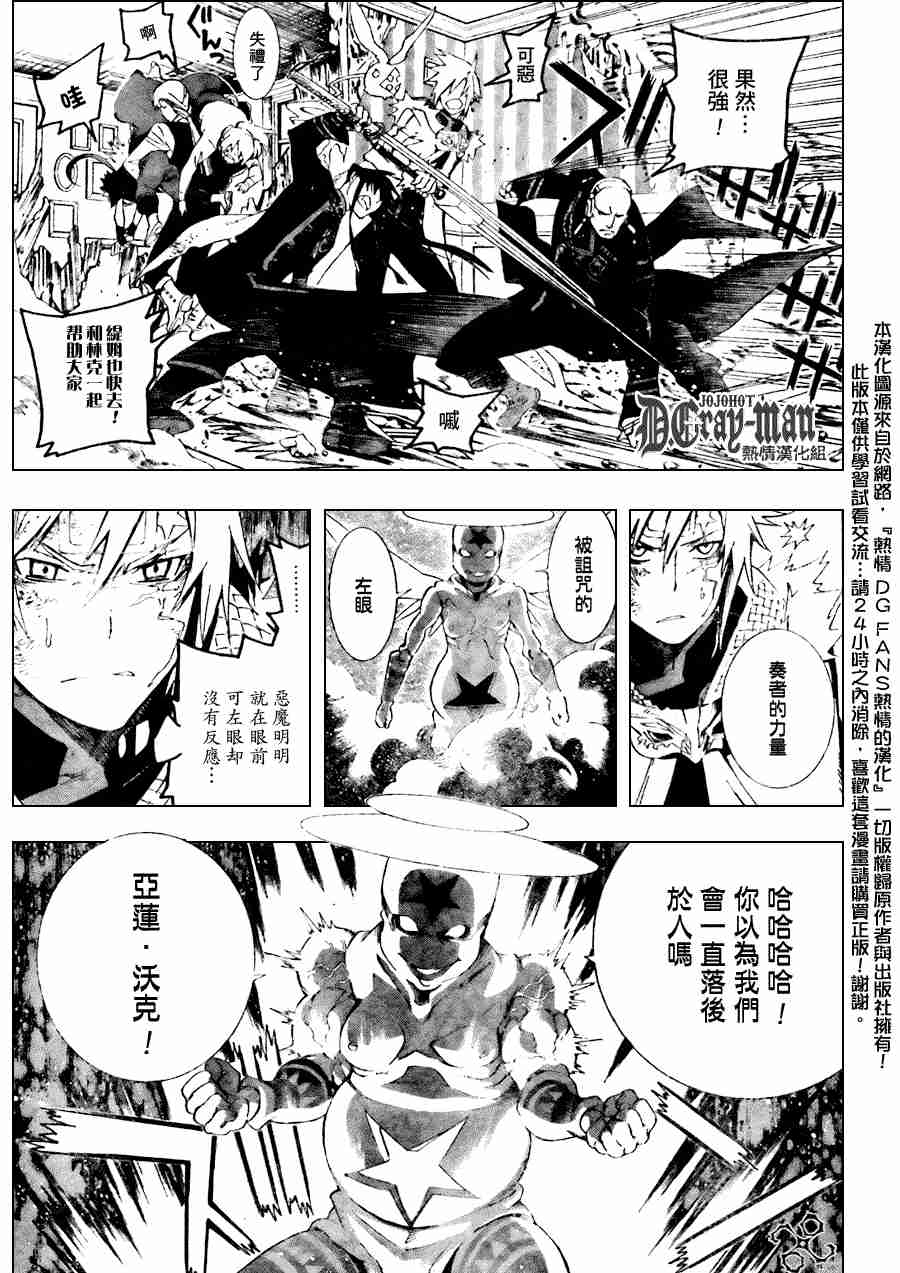 果然…
很強！
可惡
失禮了
啊
哇
緹姆也快去！
和林克一起
幫助大家
嘁
JOJOHOT
D.Gray-Man
熱情漢化組
奏者的力量
被詛咒的
左眼
………
惡魔明明
就在眼前
可左眼卻
沒有反應…
哈哈哈哈！
你以為我們
會一直落後
於人嗎
亞蓮．沃克！
本漢化圖源來自於網路．『熱情DGFANS熱情的漢化』一切版權歸原作者與出版社擁有！
此版本僅供學習試看交流…請24小時之內消除．喜歡這套漫畫請購買正版！謝謝。